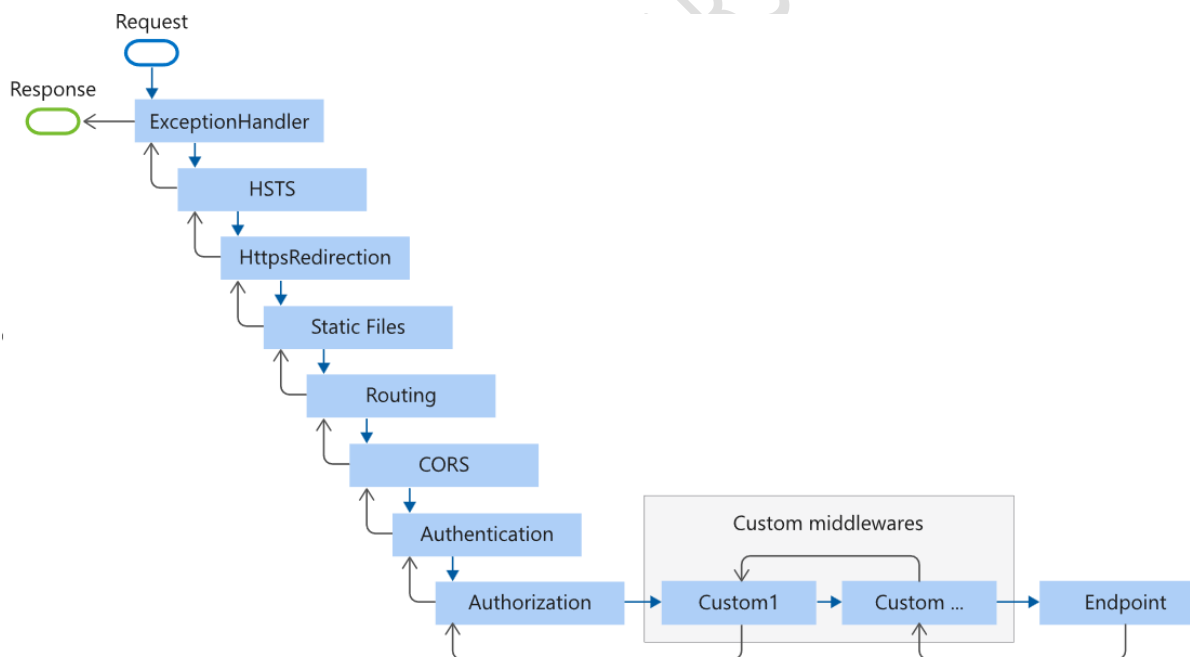 Request
Response
ExceptionHandler
HSTS
HttpsRedirection
Static Files
Routing
CORS
Authentication
Custom middlewares
Authorization
Custom1
Custom ...
Endpoint